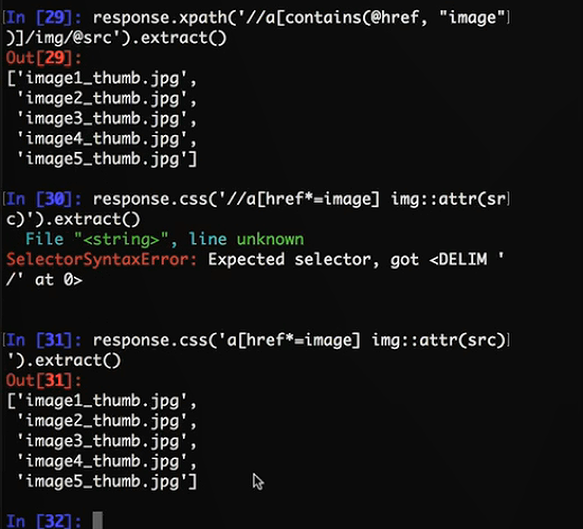 In [29]: response.xpath('//a[contains(@href, "image"
)]/img/@src').extract()
Out[29]:
['image1_thumb.jpg',
 'image2_thumb.jpg',
 'image3_thumb.jpg',
 'image4_thumb.jpg',
 'image5_thumb.jpg']
In [30]: response.css('//a[href*=image] img::attr(sr
c)').extract()
  File "<string>", line unknown
SelectorSyntaxError: Expected selector, got <DELIM '
/' at 0>
In [31]: response.css('a[href*=image] img::attr(src)
').extract()
Out[31]:
['image1_thumb.jpg',
 'image2_thumb.jpg',
 'image3_thumb.jpg',
 'image4_thumb.jpg',
 'image5_thumb.jpg']
In [32]: